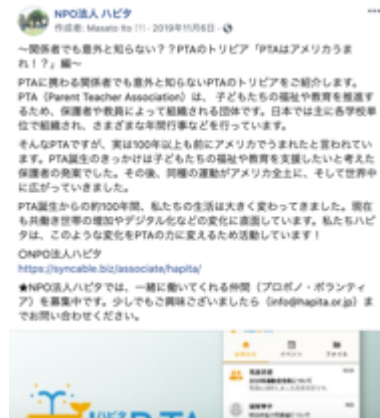 NPO法人 ハピタ
作成者: Masato Ito [?]・2019年11月6日・
〜関係者でも意外と知らない??PTAのトリビア「PTAはアメリカうま
れ!?」編〜
PTAに携わる関係者でも意外と知らないPTAのトリビアをご紹介します。
PTA(Parent Teacher Association)は、子どもたちの福祉や教育を推進す
るため、保護者や教員によって組織される団体です。日本では主に各学校単
位で組織され、さまざまな年間行事などを行っています。
そんなPTAですが、実は100年以上も前にアメリカでうまれたと言われてい
ます。PTA誕生のきっかけは子どもたちの福祉や教育を支援したいと考えた
保護者の発案でした。その後、同種の運動がアメリカ全土に、そして世界中
に広がっていきました。
PTA誕生からの約100年間、私たちの生活は大きく変わってきました。現在
も共働き世帯の増加やデジタル化などの変化に直面しています。私たちハピ
タは、このような変化をPTAの力に変えるため活動しています!
○NPO法人ハピタ
https://syncable.biz/associate/hapita/
★NPO法人ハピタでは、一緒に働いてくれる仲間(プロボノ・ボランティ
ア)を募集中です。少しでもご興味ございましたら(info@hapita.or.jp)ま
でお問い合わせください。
ハピタ
イベント
ファイル